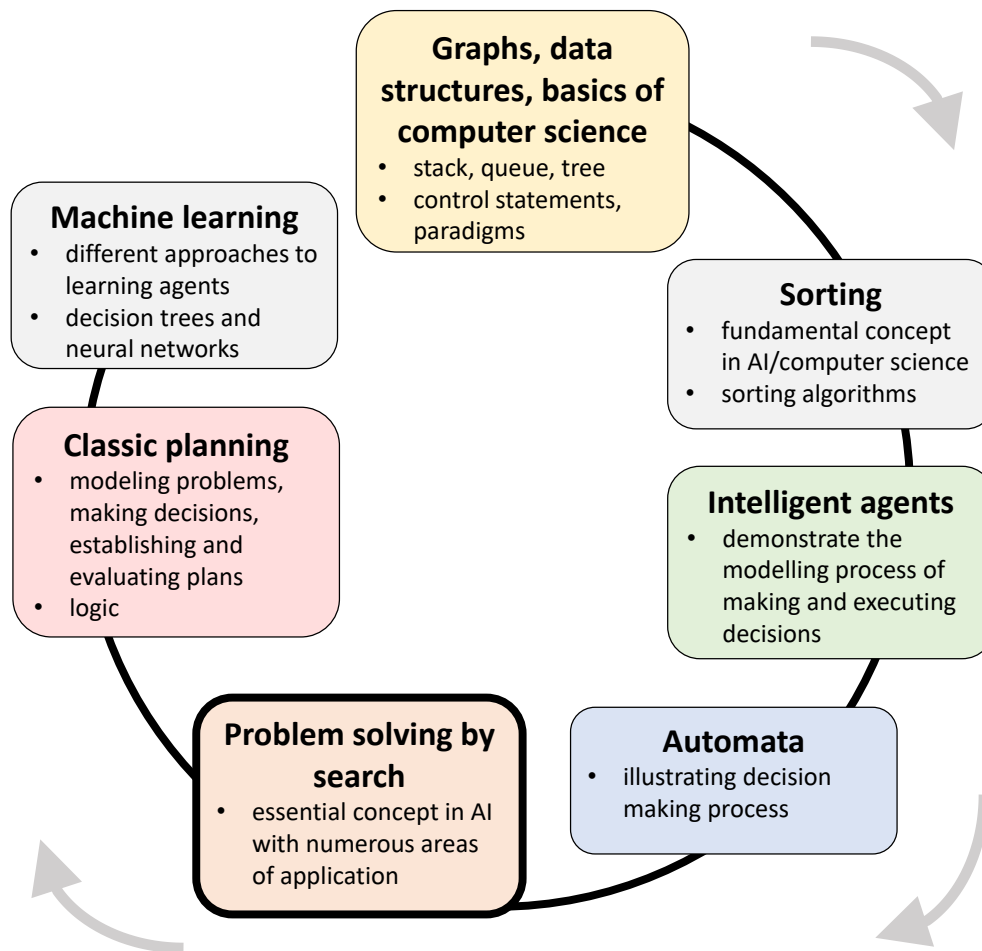 Graphs, data
structures, basics of
computer science
• stack, queue, tree
• control statements,
paradigms
Sorting
• fundamental concept
in AI/computer science
• sorting algorithms
Intelligent agents
• demonstrate the
modelling process of
making and executing
decisions
Automata
• illustrating decision
making process
Problem solving by
search
• essential concept in AI
with numerous areas
of application
Classic planning
• modeling problems,
making decisions,
establishing and
evaluating plans
• logic
Machine learning
• different approaches to
learning agents
• decision trees and
neural networks